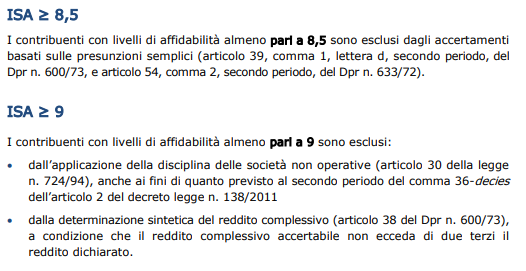 ISA ≥ 8,5
I contribuenti con livelli di affidabilità almeno pari a 8,5 sono esclusi dagli accertamenti
basati sulle presunzioni semplici (articolo 39, comma 1, lettera d, secondo periodo, del
Dpr n. 600/73, e articolo 54, comma 2, secondo periodo, del Dpr n. 633/72).
ISA ≥ 9
I contribuenti con livelli di affidabilità almeno pari a 9 sono esclusi:
• dall'applicazione della disciplina delle società non operative (articolo 30 della legge
n. 724/94), anche ai fini di quanto previsto al secondo periodo del comma 36-decies
dell'articolo 2 del decreto legge n. 138/2011
• dalla determinazione sintetica del reddito complessivo (articolo 38 del Dpr n. 600/73),
a condizione che il reddito complessivo accertabile non ecceda di due terzi il
reddito dichiarato.